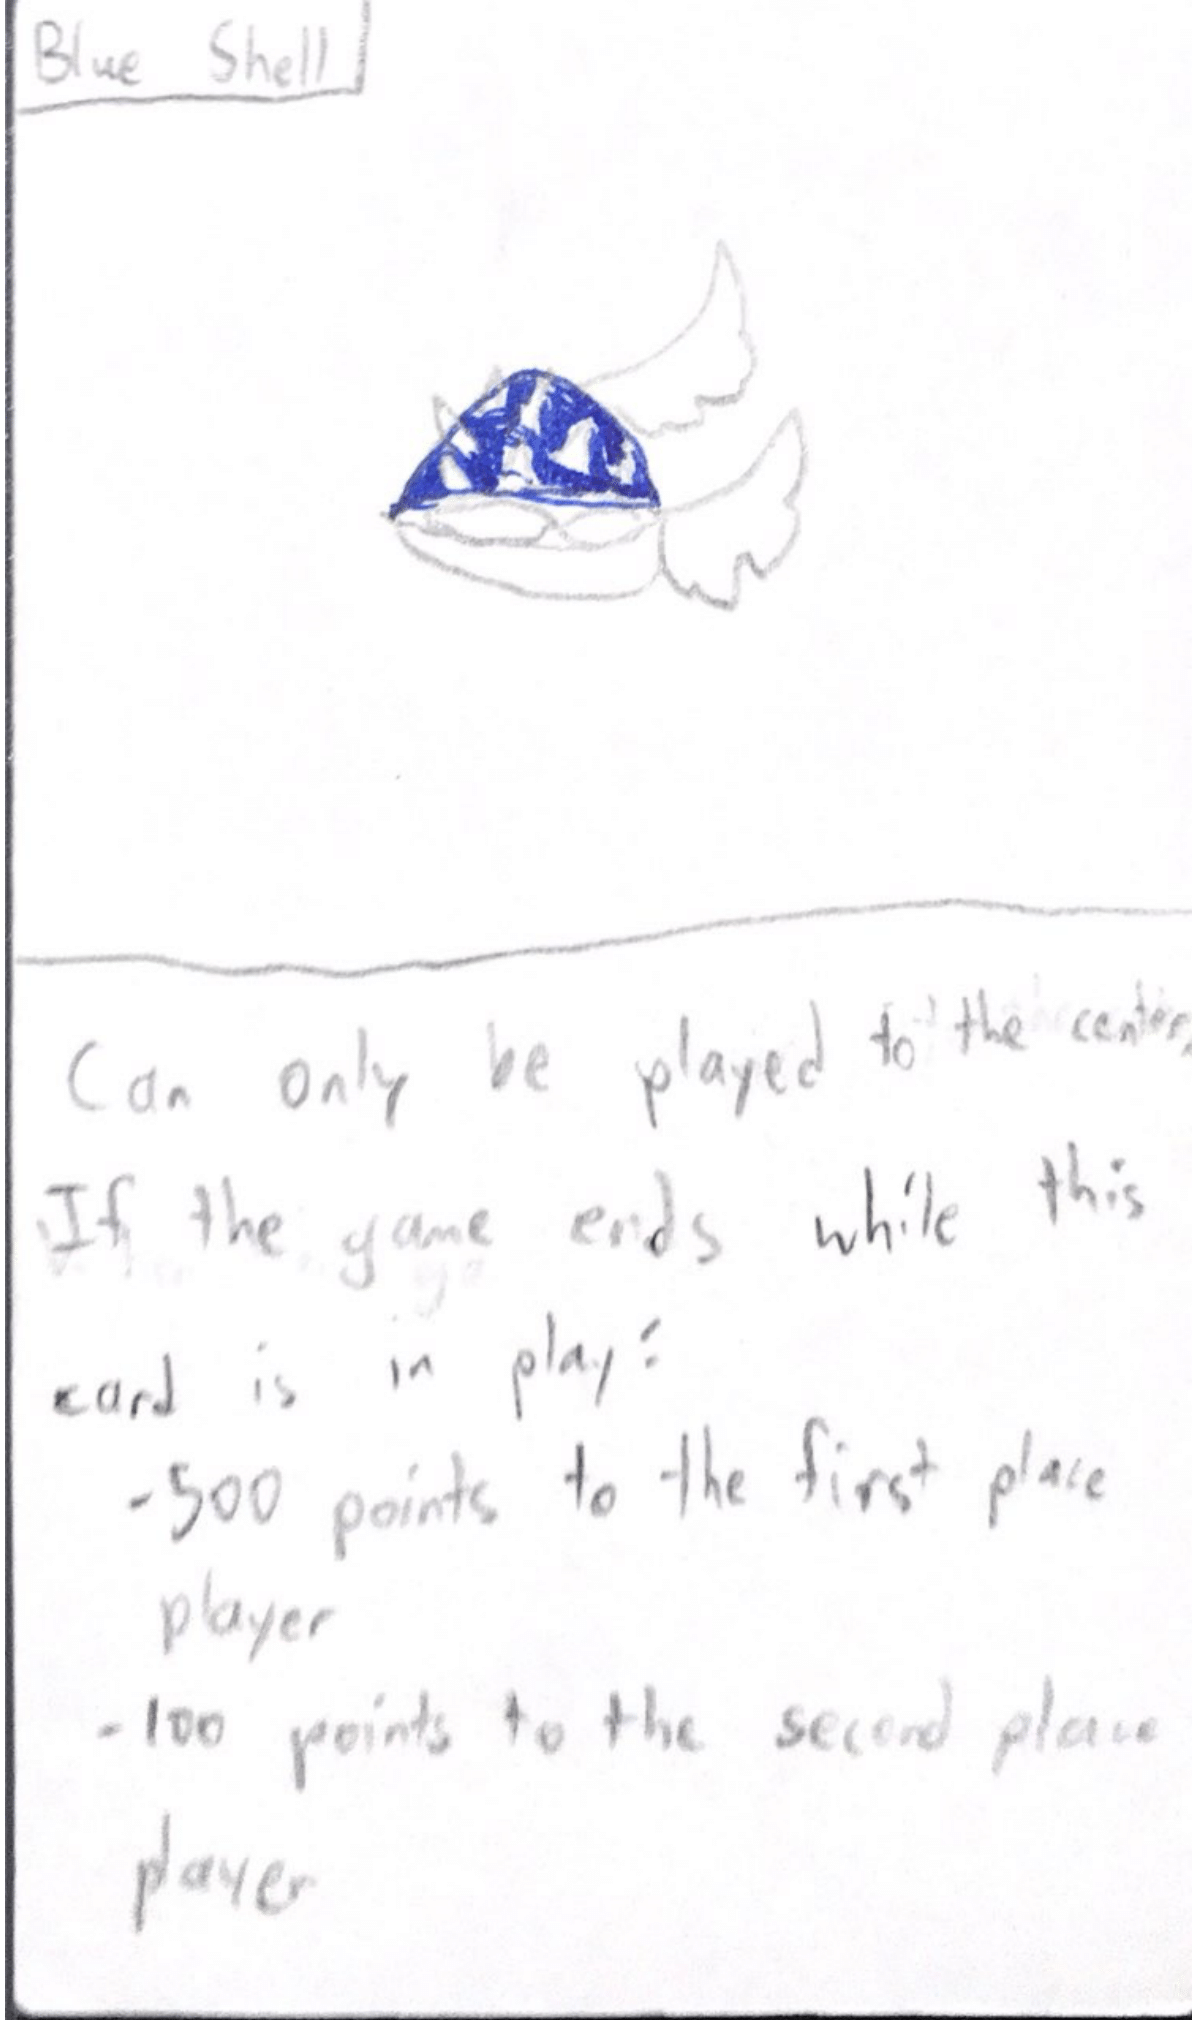 Blue Shell
Can only be played to the center.
If the game ends while this
card is in play:
-500 points to the first place
player
-100 points to the second place
player